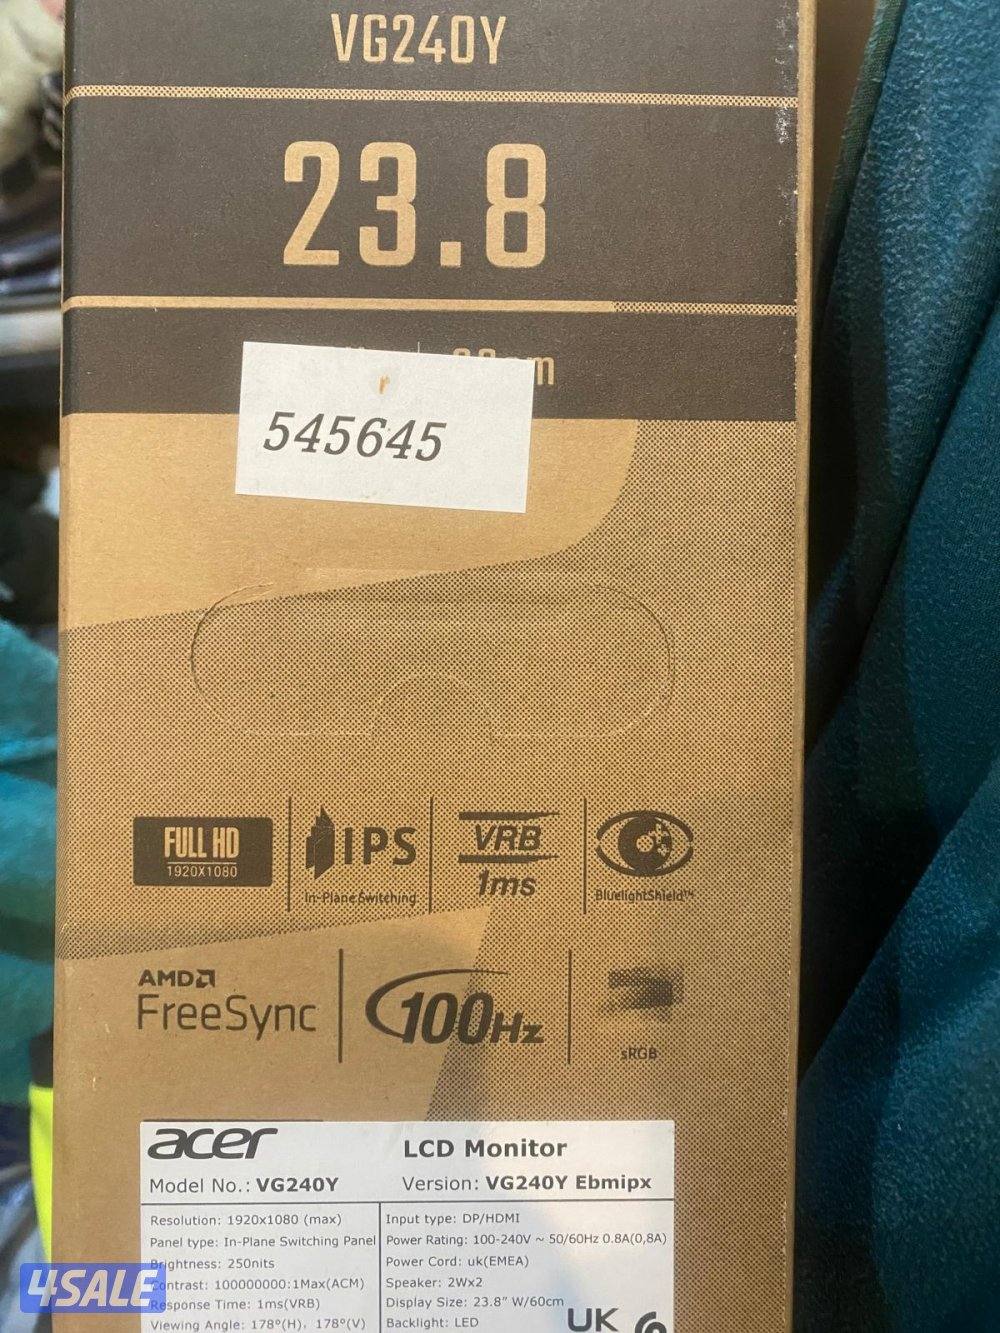 VG240Y
23.8
545645
FULL HD
1920X1080
IPS
In-Plane Switching
VRB
1ms
BluelightShield™
AMD
FreeSync
100Hz
sRGB
acer
LCD Monitor
Model No.: VG240Y
Version: VG240Y Ebmipx
Resolution: 1920x1080 (max)
Panel type: In-Plane Switching Panel
Brightness: 250nits
Contrast: 100000000:1Max(ACM)
Response Time: 1ms(VRB)
Viewing Angle: 178°(H), 178°(V)
Input type: DP/HDMI
Power Rating: 100-240V ~ 50/60Hz 0.8A(0,8A)
Power Cord: uk(EMEA)
Speaker: 2Wx2
Display Size: 23.8" W/60cm
Backlight: LED
UK
4SALE